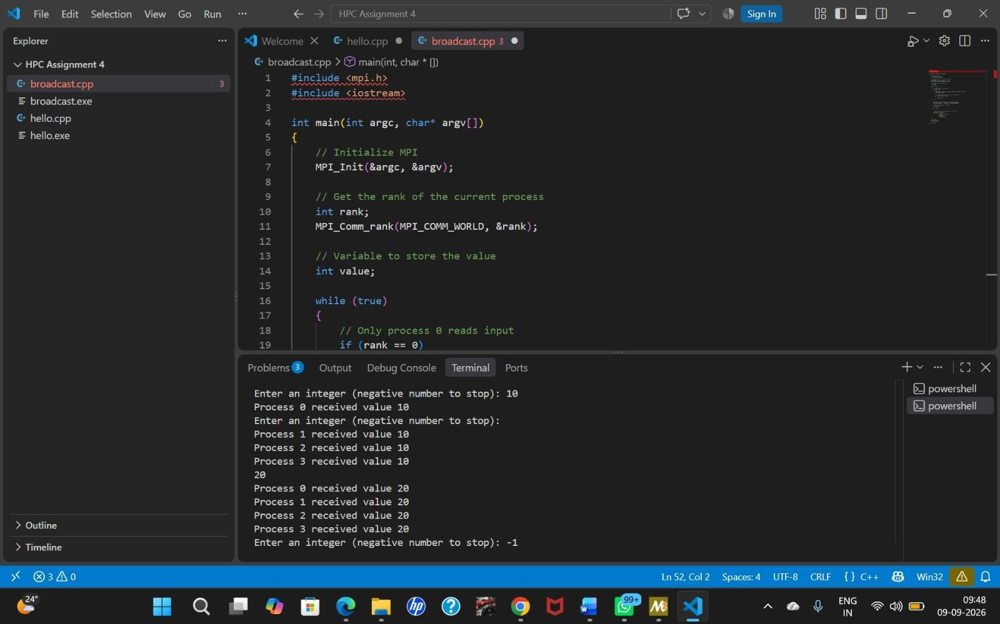 File Edit Selection View Go Run ···
HPC Assignment 4
Sign In
Explorer
HPC Assignment 4
broadcast.cpp 3
broadcast.exe
hello.cpp
hello.exe
Outline
Timeline
Welcome hello.cpp broadcast.cpp 3
broadcast.cpp > main(int, char * [])
1 #include <mpi.h>
2 #include <iostream>
3
4 int main(int argc, char* argv[])
5 {
6 // Initialize MPI
7 MPI_Init(&argc, &argv);
8
9 // Get the rank of the current process
10 int rank;
11 MPI_Comm_rank(MPI_COMM_WORLD, &rank);
12
13 // Variable to store the value
14 int value;
15
16 while (true)
17 {
18 // Only process 0 reads input
19 if (rank == 0)
Problems 3 Output Debug Console Terminal Ports
powershell
powershell
Enter an integer (negative number to stop): 10
Process 0 received value 10
Enter an integer (negative number to stop):
Process 1 received value 10
Process 2 received value 10
Process 3 received value 10
20
Process 0 received value 20
Process 1 received value 20
Process 2 received value 20
Process 3 received value 20
Enter an integer (negative number to stop): -1
3 0
Ln 52, Col 2 Spaces: 4 UTF-8 CRLF { } C++ Win32
24°
hp
99+
ENG
IN
09:48
09-09-2026